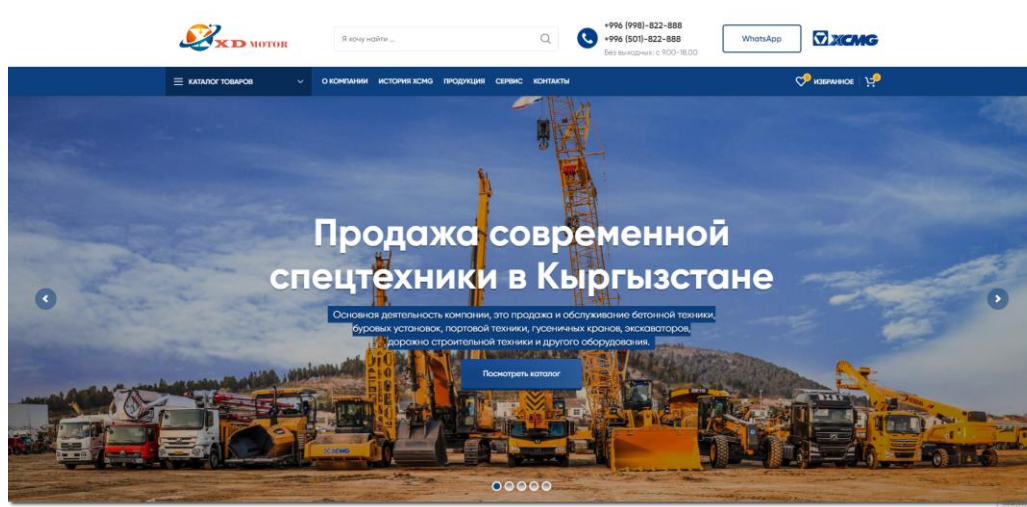 XD MOTOR
Я хочу найти ...
+996 (998)-822-888
+996 (501)-822-888
Без выходных: с 9.00-18.00
WhatsApp
XCMG
КАТАЛОГ ТОВАРОВ
О КОМПАНИИ
ИСТОРИЯ XCMG
ПРОДУКЦИЯ
СЕРВИС
КОНТАКТЫ
0
ИЗБРАННОЕ
0
Продажа современной
спецтехники в Кыргызстане
Основная деятельность компании, это продажа и обслуживание бетонной техники,
буровых установок, портовой техники, гусеничных кранов, экскаваторов,
дорожно строительной техники и другого оборудования.
Посмотреть каталог
XCMG